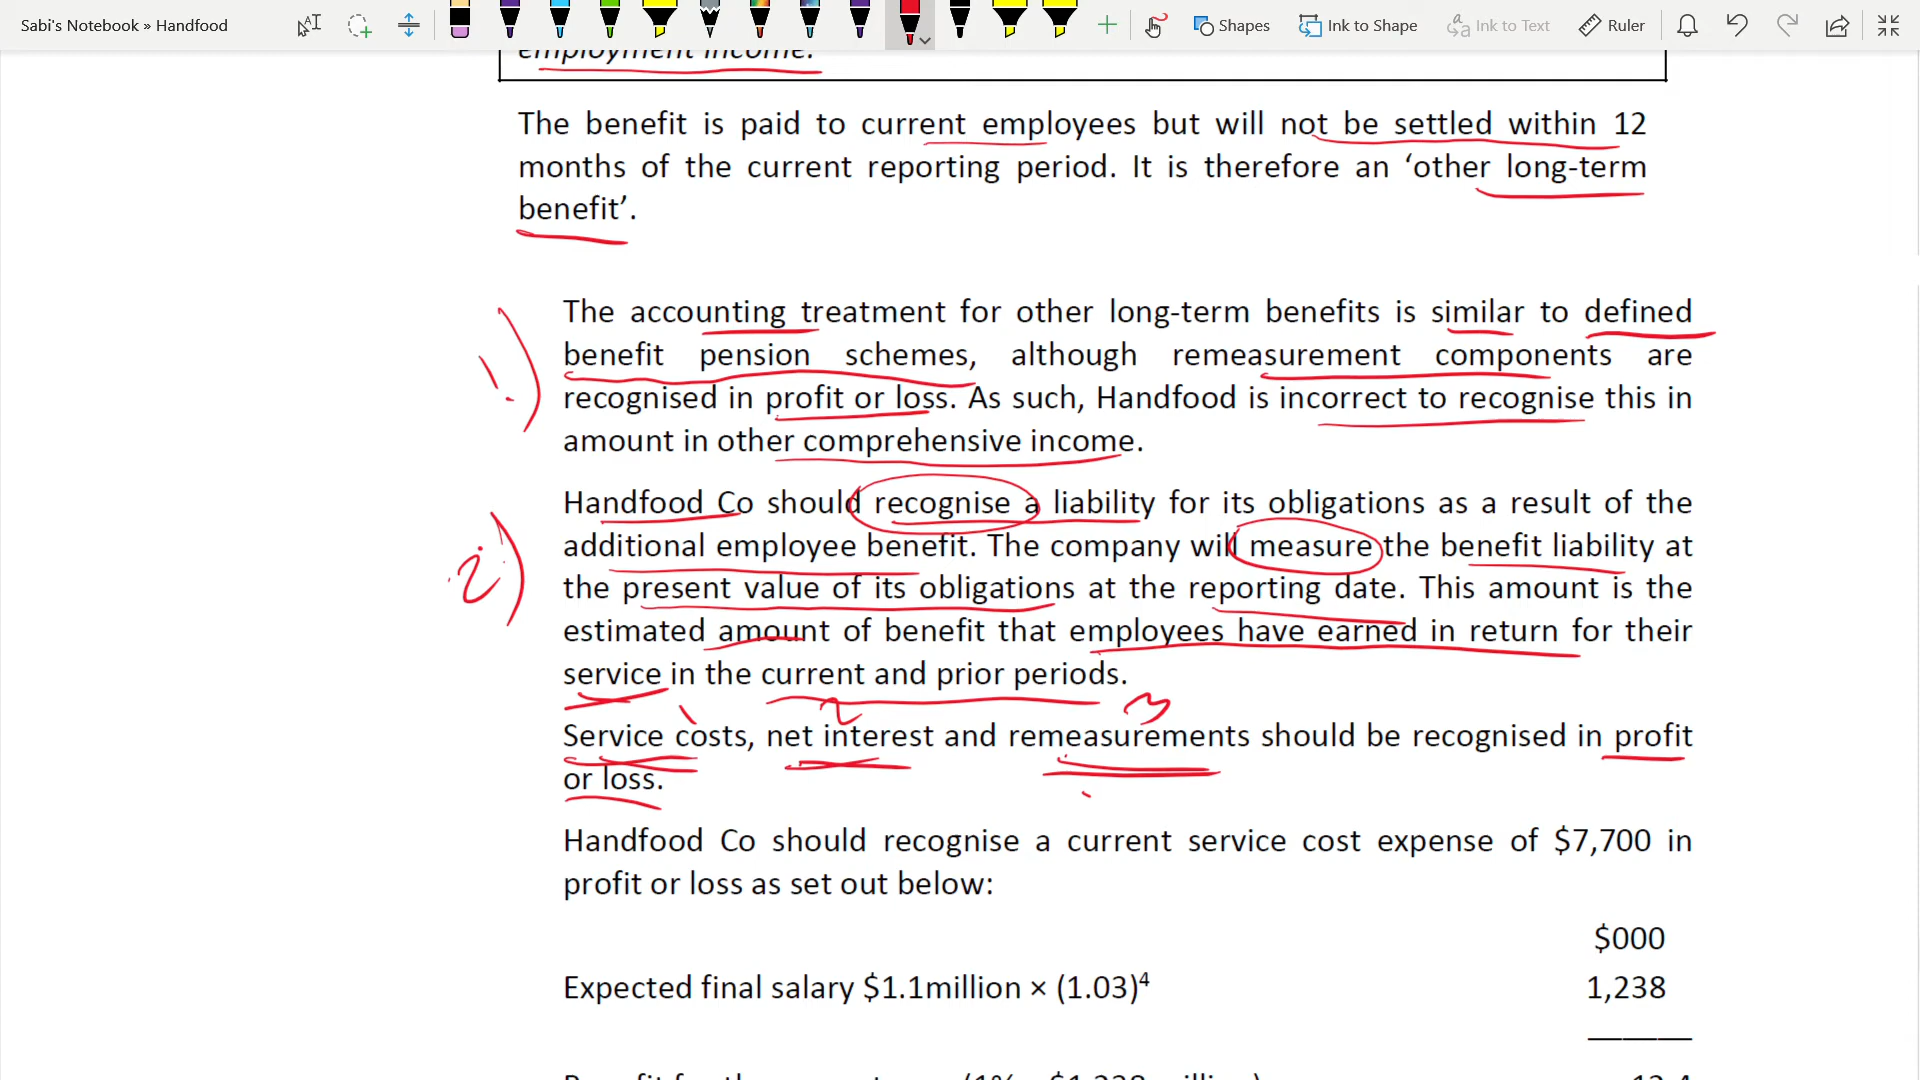 Sabi's Notebook » Handfood
Shapes
Ink to Shape
Ink to Text
Ruler
employment income.
The benefit is paid to current employees but will not be settled within 12
months of the current reporting period. It is therefore an ‘other long-term
benefit’.
1)
The accounting treatment for other long-term benefits is similar to defined
benefit pension schemes, although remeasurement components are
recognised in profit or loss. As such, Handfood is incorrect to recognise this in
amount in other comprehensive income.
2)
Handfood Co should recognise a liability for its obligations as a result of the
additional employee benefit. The company will measure the benefit liability at
the present value of its obligations at the reporting date. This amount is the
estimated amount of benefit that employees have earned in return for their
service in the current and prior periods.
1 2 3
Service costs, net interest and remeasurements should be recognised in profit
or loss.
Handfood Co should recognise a current service cost expense of $7,700 in
profit or loss as set out below:
$000
Expected final salary $1.1million × (1.03)⁴ 1,238